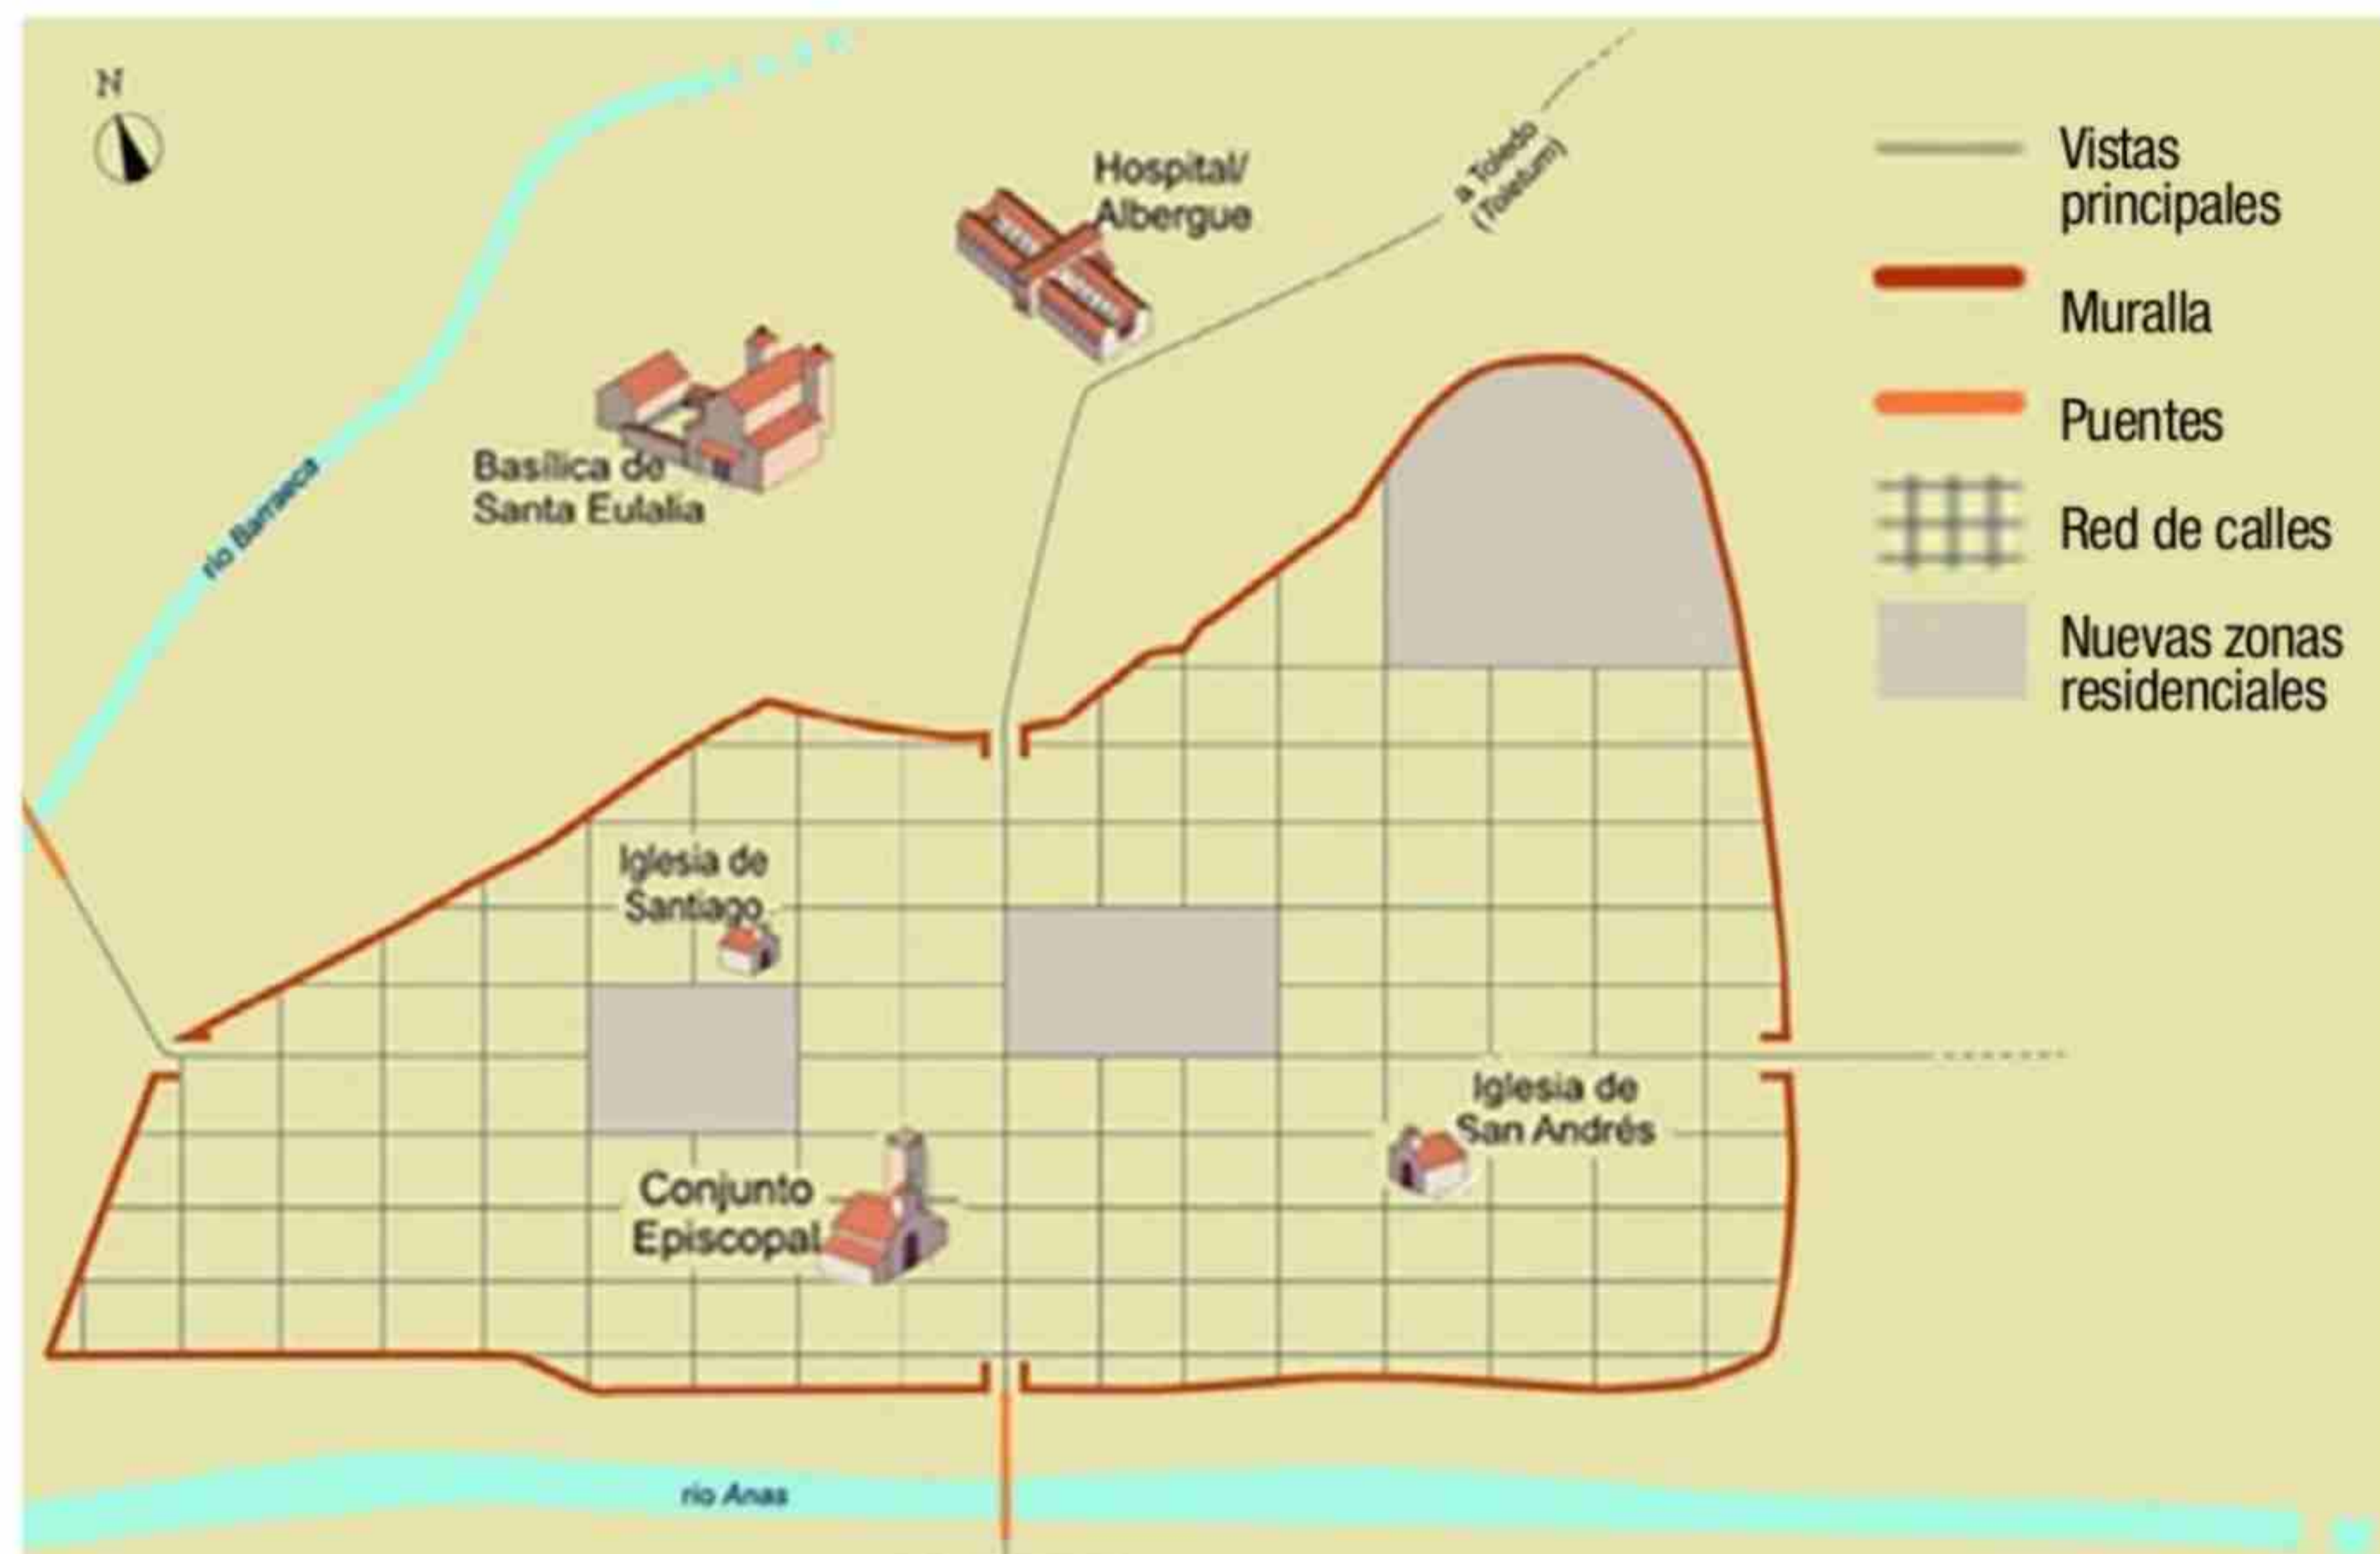 N
Hospital/
Albergue
a Toledo
(Toletum)
Basílica de
Santa Eulalia
río Barraeca
Iglesia de
Santiago
Iglesia de
San Andrés
Conjunto
Episcopal
río Anas
Vistas
principales
Muralla
Puentes
Red de calles
Nuevas zonas
residenciales